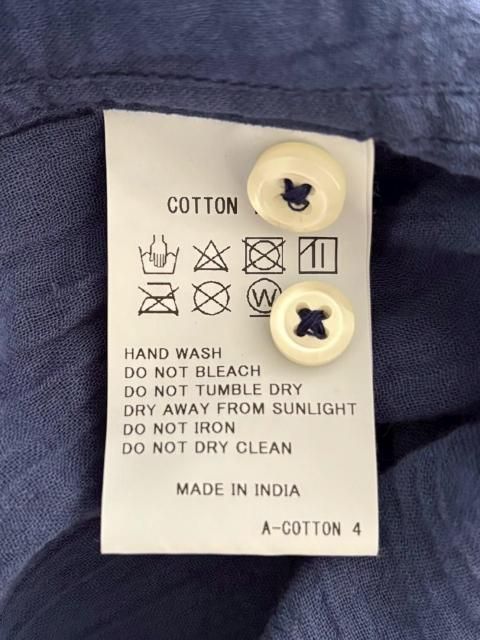 COTTON
W
HAND WASH
DO NOT BLEACH
DO NOT TUMBLE DRY
DRY AWAY FROM SUNLIGHT
DO NOT IRON
DO NOT DRY CLEAN
MADE IN INDIA
A-COTTON 4